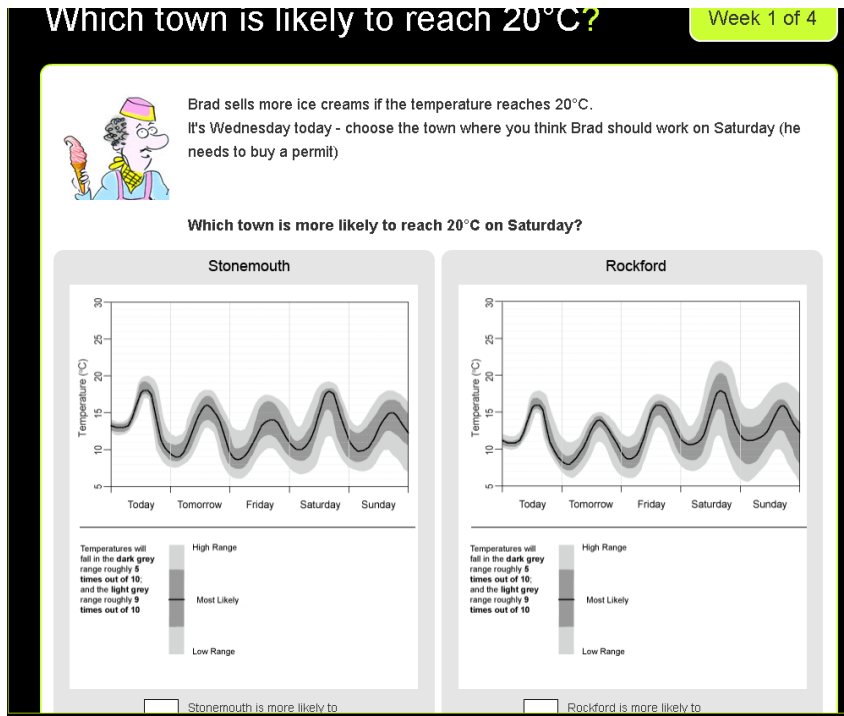 Which town is likely to reach 20°C?
Week 1 of 4
Brad sells more ice creams if the temperature reaches 20°C.
It's Wednesday today - choose the town where you think Brad should work on Saturday (he
needs to buy a permit)
Which town is more likely to reach 20°C on Saturday?
Stonemouth
30
25
20
15
10
5
Temperature (°C)
Today Tomorrow Friday Saturday Sunday
Temperatures will
fall in the dark grey
range roughly 5
times out of 10;
and the light grey
range roughly 9
times out of 10
High Range
Most Likely
Low Range
Stonemouth is more likely to
Rockford
30
25
20
15
10
5
Temperature (°C)
Today Tomorrow Friday Saturday Sunday
Temperatures will
fall in the dark grey
range roughly 5
times out of 10;
and the light grey
range roughly 9
times out of 10
High Range
Most Likely
Low Range
Rockford is more likely to